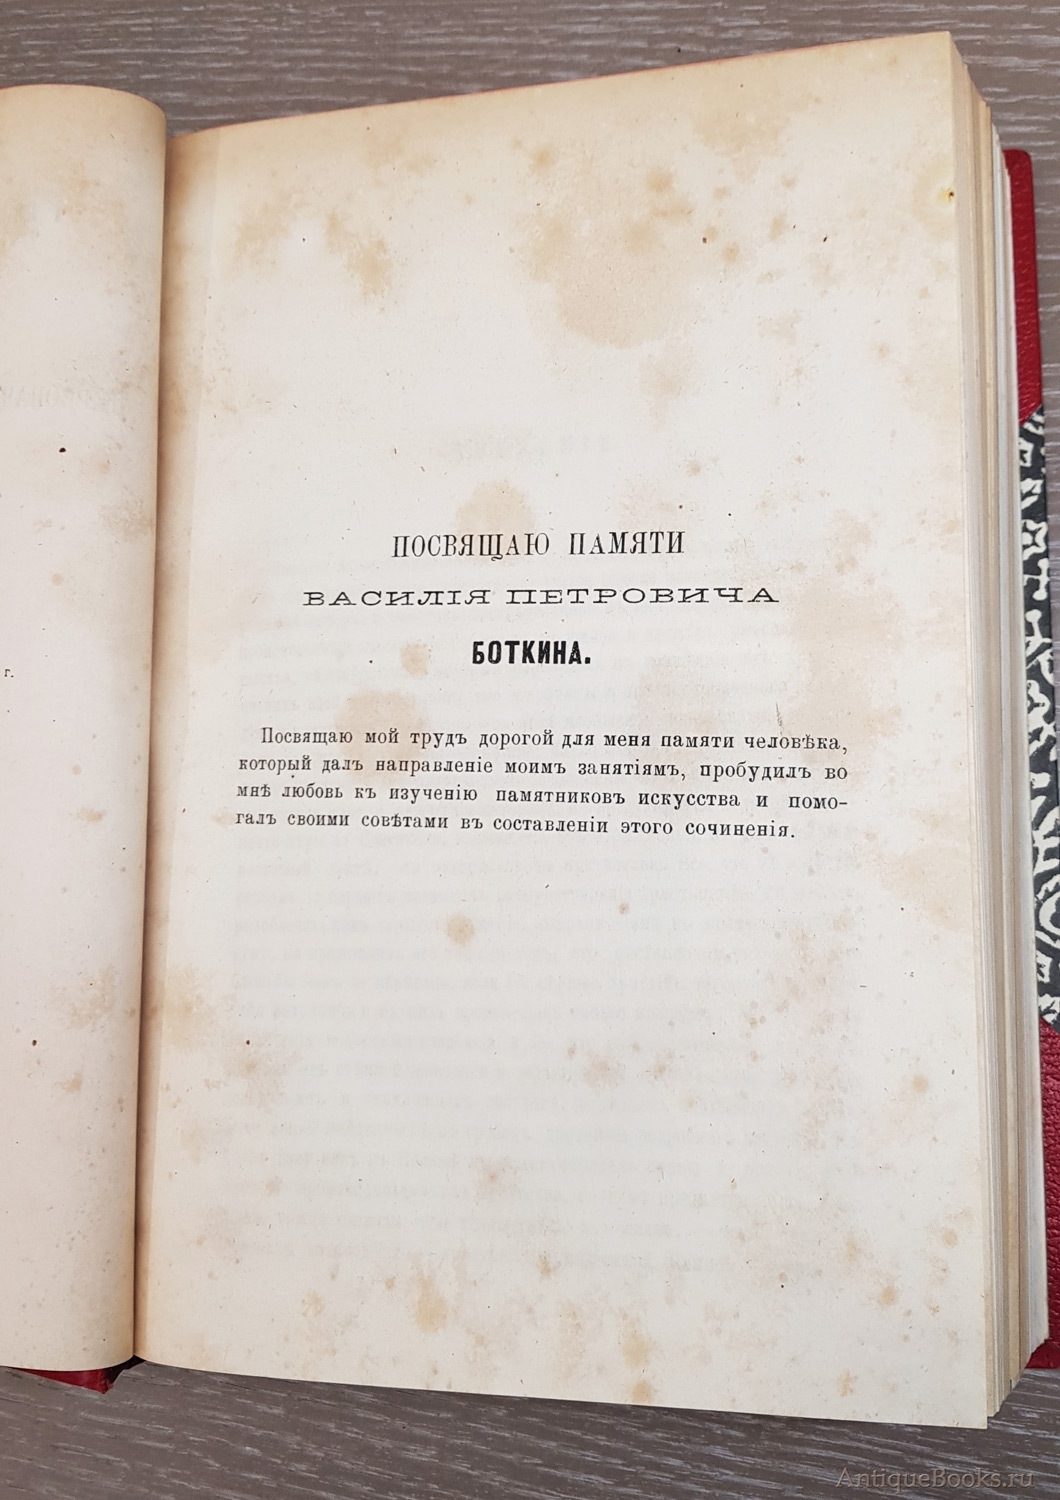 ПОСВЯЩАЮ ПАМЯТИ
ВАСИЛІЯ ПЕТРОВИЧА
БОТКИНА.
г.
Посвящаю мой трудъ дорогой для меня памяти человѣка,
который далъ направленіе моимъ занятіямъ, пробудилъ во
мнѣ любовь къ изученію памятниковъ искусства и помо-
галъ своими совѣтами въ составленіи этого сочиненія.
AntiqueBooks.ru